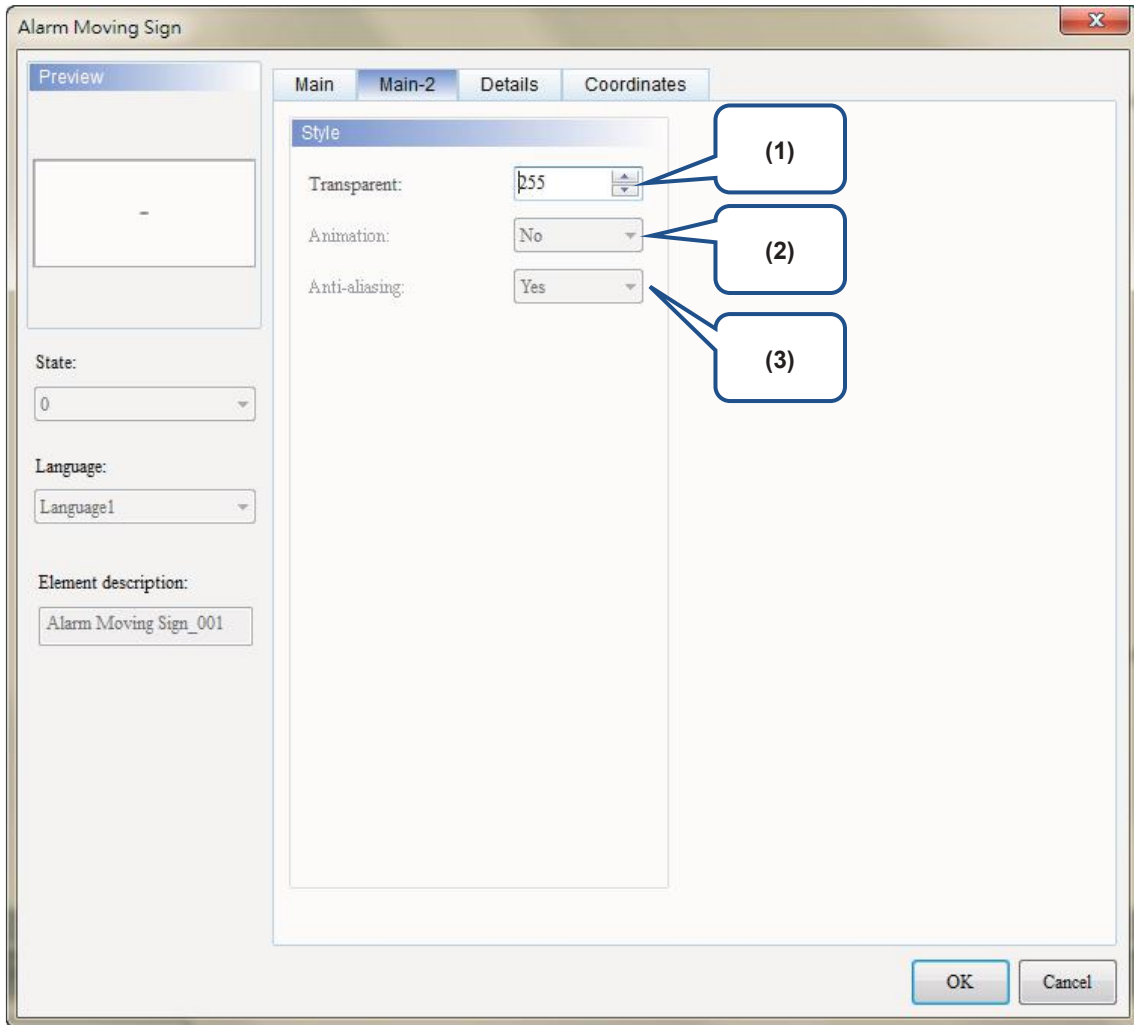 Alarm Moving Sign
x
Preview
-
State:
0
Language:
Language1
Element description:
Alarm Moving Sign_001
Main Main-2 Details Coordinates
Style
Transparent: 255
Animation: No
Anti-aliasing: Yes
(1)
(2)
(3)
OK Cancel